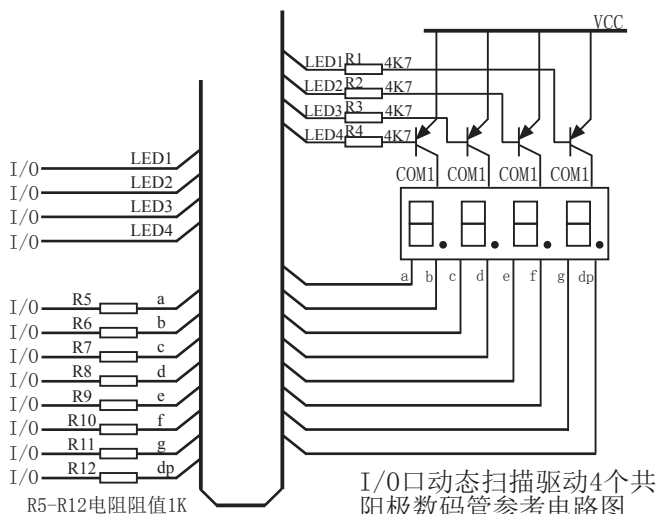 VCC
LED1 R1 4K7
LED2 R2 4K7
LED3 R3 4K7
LED4 R4 4K7
COM1 COM1 COM1 COM1
a b c d e f g dp
I/O LED1
I/O LED2
I/O LED3
I/O LED4
I/O R5 a
I/O R6 b
I/O R7 c
I/O R8 d
I/O R9 e
I/O R10 f
I/O R11 g
I/O R12 dp
R5-R12电阻阻值1K
I/O口动态扫描驱动4个共
阳极数码管参考电路图